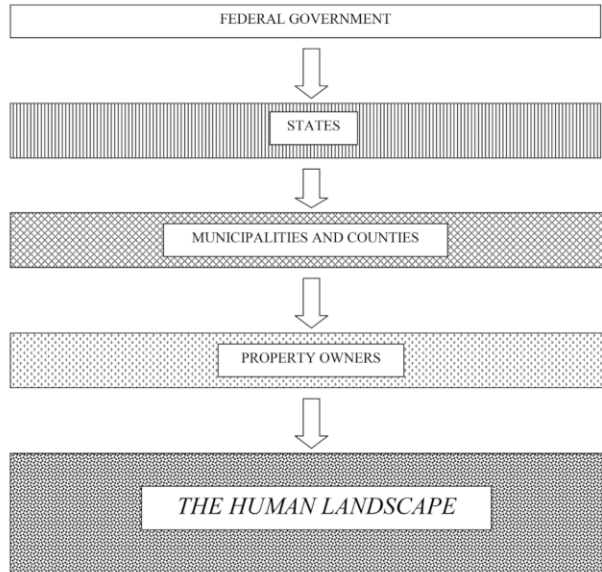 FEDERAL GOVERNMENT
STATES
MUNICIPALITIES AND COUNTIES
PROPERTY OWNERS
THE HUMAN LANDSCAPE